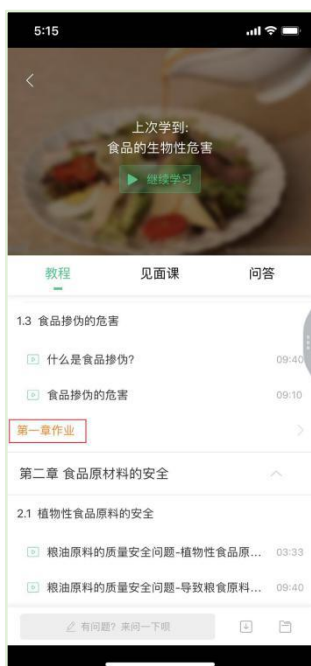 5:15
上次学到:
食品的生物性危害
继续学习
教程 见面课 问答
1.3 食品掺伪的危害
什么是食品掺伪? 09:40
食品掺伪的危害 09:10
第一章作业
第二章 食品原材料的安全
2.1 植物性食品原料的安全
粮油原料的质量安全问题-植物性食品原... 03:33
粮油原料的质量安全问题-导致粮食原料... 09:40
有问题? 来问一下呗